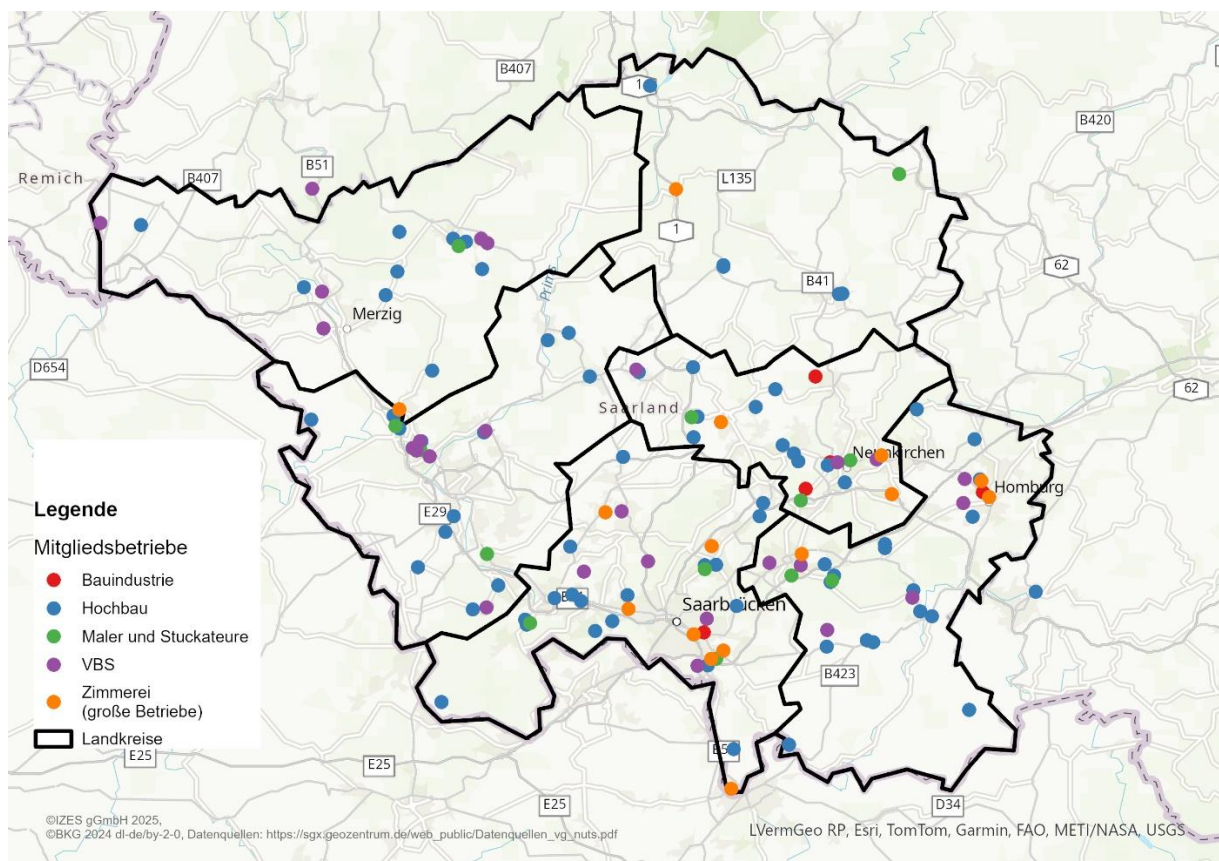 B407
1
B420
B51
Remich
B407
L135
1
62
Prims
B41
Merzig
D654
62
Saarland
Neunkirchen
Homburg
Legende
E29
Mitgliedsbetriebe
Bauindustrie
Hochbau
Maler und Stuckateure
Saarbrücken
VBS
B423
Zimmerei
(große Betriebe)
Landkreise
E25
E25
E25
D34
©IZES gGmbH 2025,
©BKG 2024 dl-de/by-2-0, Datenquellen: https://sgx.geozentrum.de/web_public/Datenquellen_vg_nuts.pdf
LVermGeo RP, Esri, TomTom, Garmin, FAO, METI/NASA, USGS